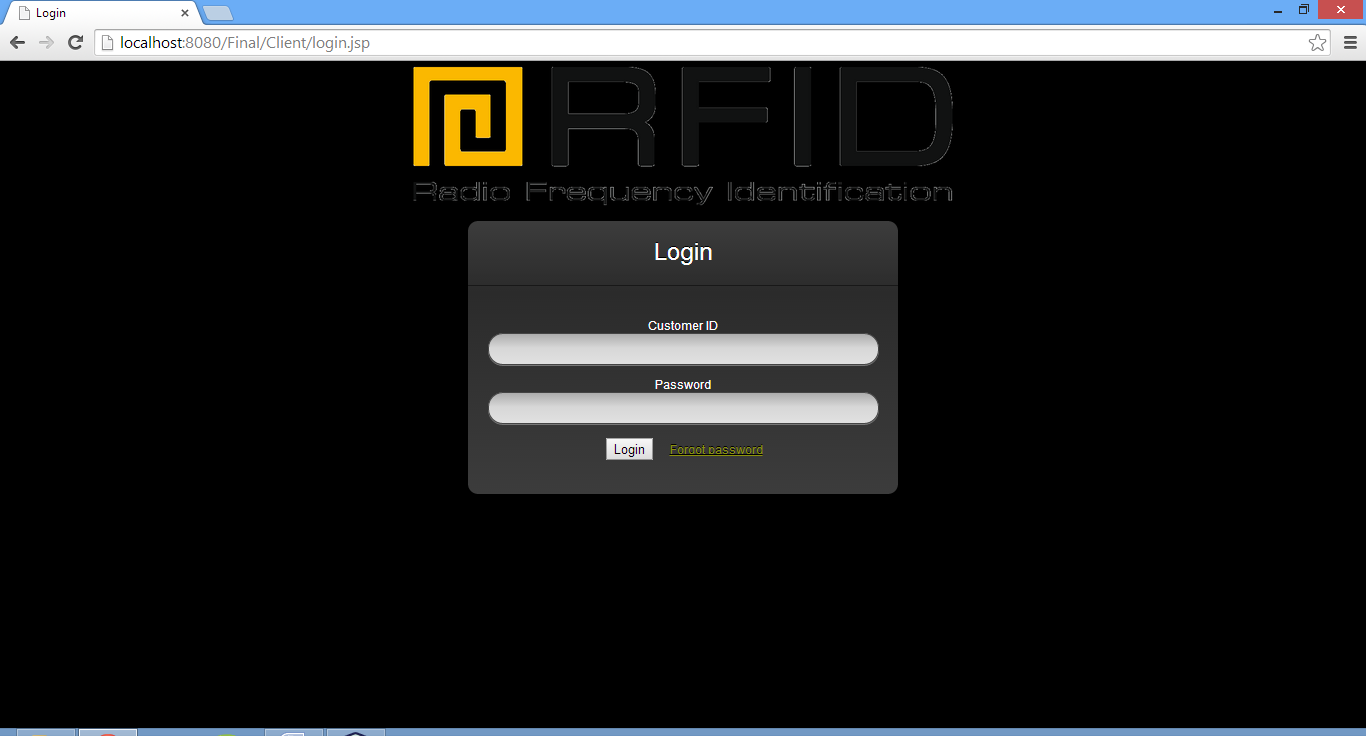 Login
localhost:8080/Final/Client/login.jsp
RFID
Radio Frequency Identification
Login
Customer ID
Password
Login Forgot password